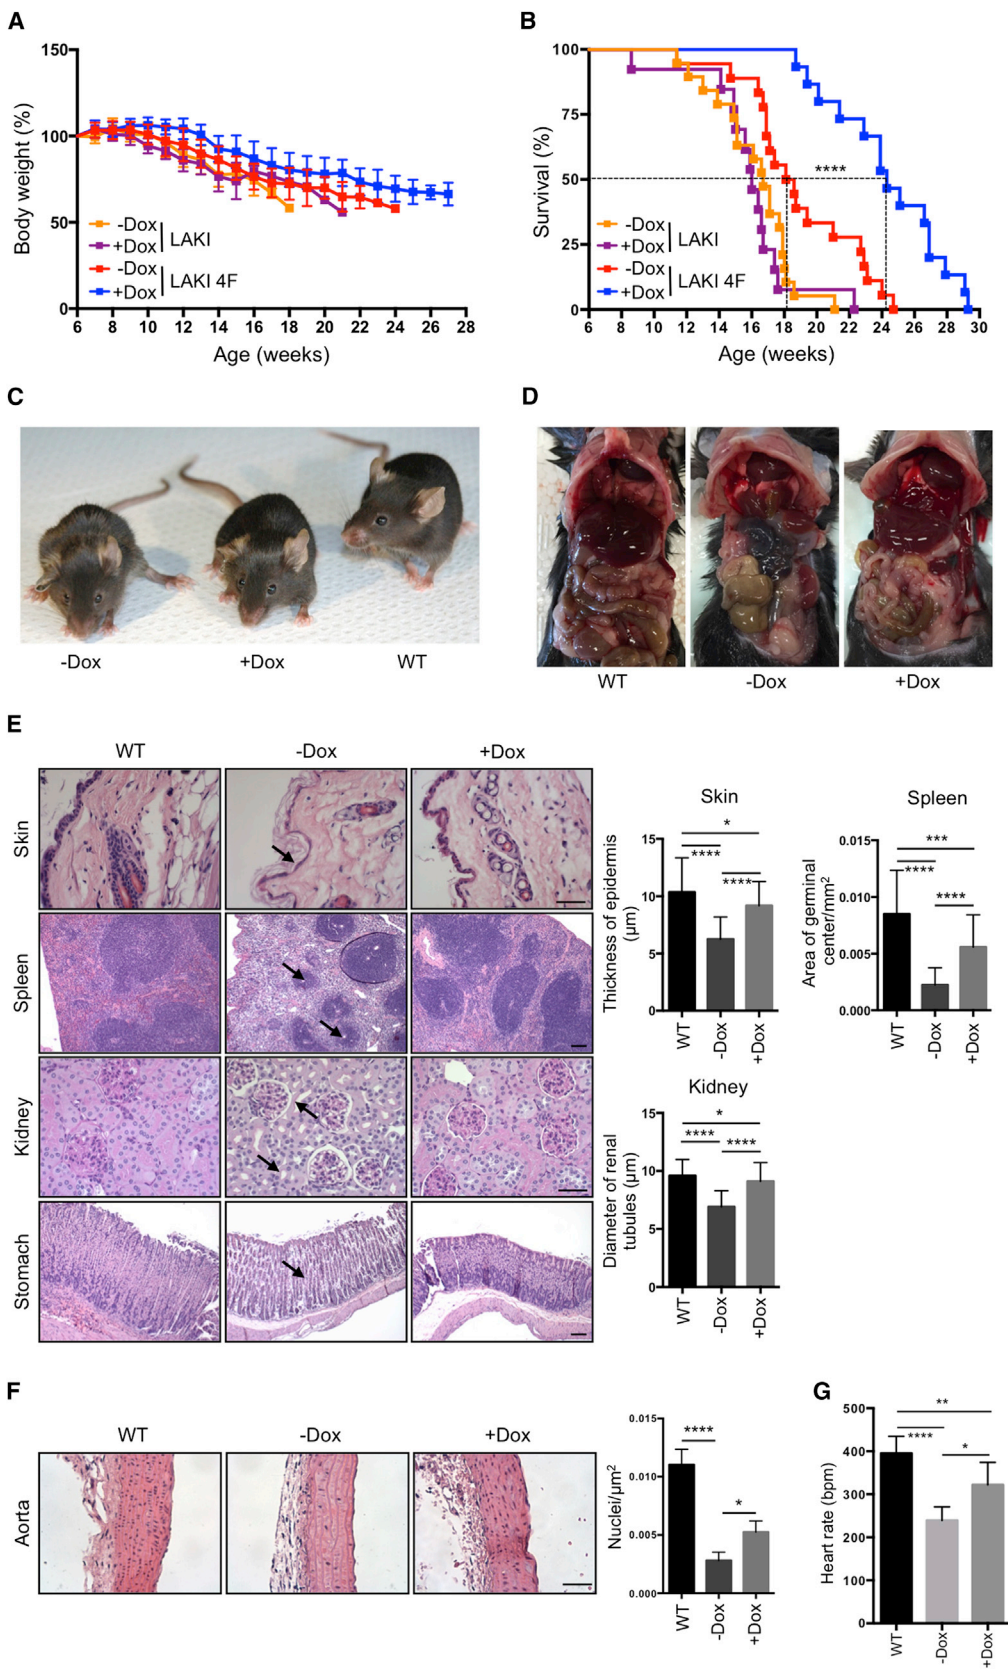 A
150
100
50
0
Body weight (%)
-Dox
+Dox
LAKI
-Dox
+Dox
LAKI 4F
6 8 10 12 14 16 18 20 22 24 26 28
Age (weeks)
B
100
75
50
25
0
Survival (%)
****
-Dox
+Dox
LAKI
-Dox
+Dox
LAKI 4F
6 8 10 12 14 16 18 20 22 24 26 28 30
Age (weeks)
C
-Dox +Dox WT
D
WT -Dox +Dox
E
WT -Dox +Dox
Skin
Spleen
Kidney
Stomach
Skin
15
10
5
0
Thickness of epidermis
(µm)
*
****
****
WT -Dox +Dox
Spleen
0.015
0.010
0.005
0.000
Area of germinal
center/mm²
***
****
****
WT -Dox +Dox
Kidney
15
10
5
0
Diameter of renal
tubules (µm)
*
****
****
WT -Dox +Dox
F
WT -Dox +Dox
Aorta
0.015
0.010
0.005
0.000
Nuclei/µm²
****
*
WT -Dox +Dox
G
500
400
300
200
100
0
Heart rate (bpm)
**
****
*
WT -Dox +Dox